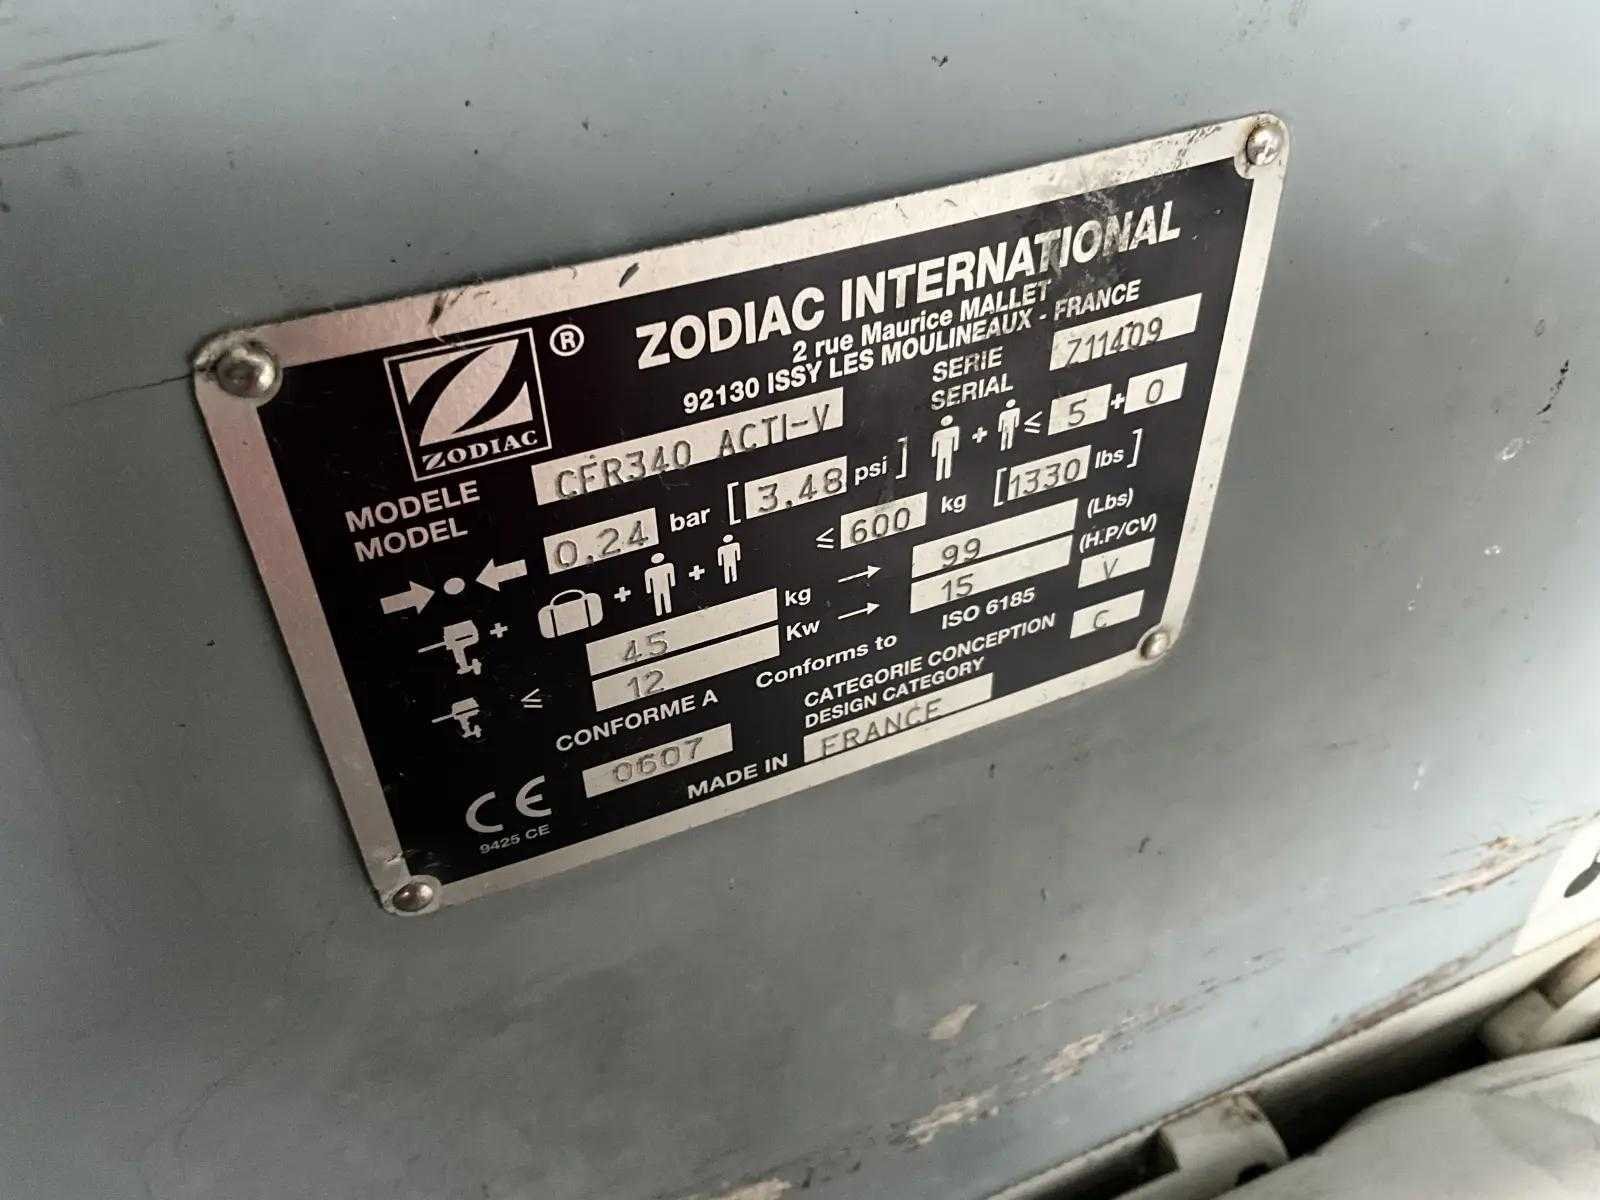 ZODIAC ®
ZODIAC INTERNATIONAL
2 rue Maurice MALLET
92130 ISSY LES MOULINEAUX - FRANCE
MODELE
MODEL
CFR340 ACTI-V
SERIE
SERIAL
Z11409
0.24 bar [3.48 psi]
+ ≤ 5 + 0
+ + + ≤ 600 kg [1330 lbs]
45 kg → 99 (Lbs)
≤ 12 Kw → 15 (H.P/CV)
CONFORME A Conforms to ISO 6185 V
CATEGORIE CONCEPTION
DESIGN CATEGORY
C
CE 0607 MADE IN FRANCE
9425 CE